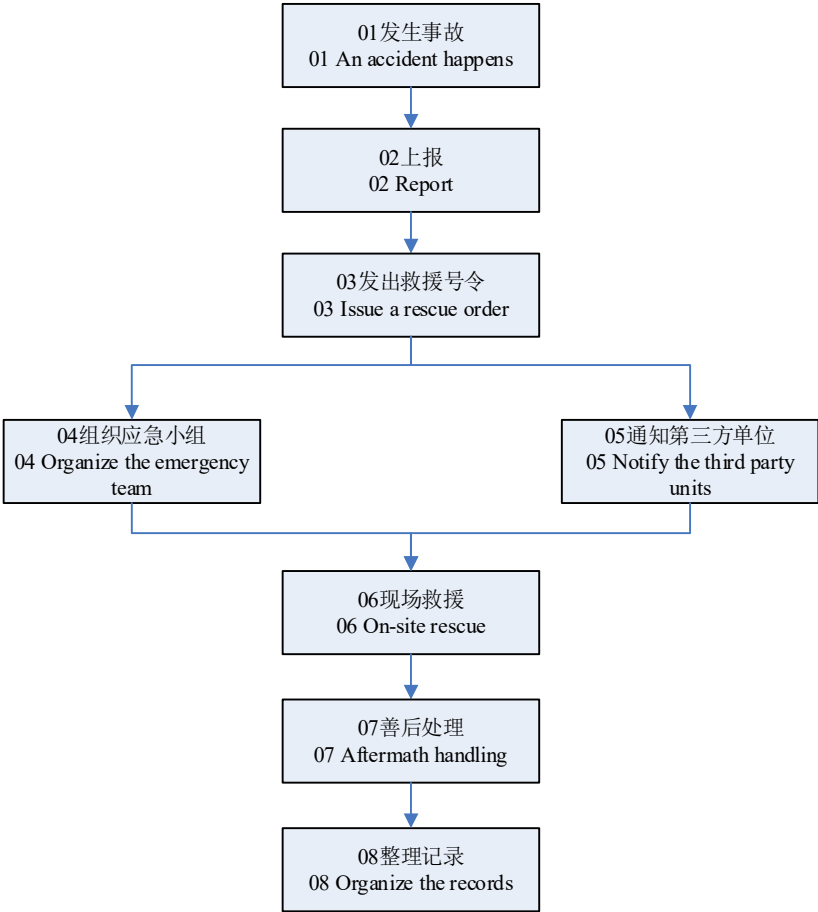 01发生事故
01 An accident happens
02上报
02 Report
03发出救援号令
03 Issue a rescue order
04组织应急小组
04 Organize the emergency
team
05通知第三方单位
05 Notify the third party
units
06现场救援
06 On-site rescue
07善后处理
07 Aftermath handling
08整理记录
08 Organize the records